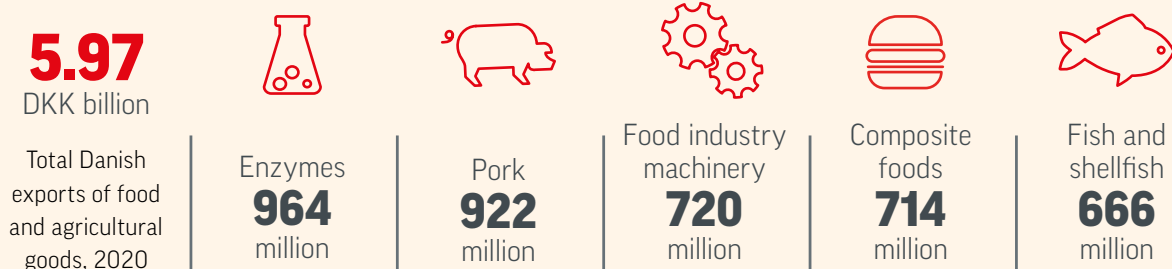 5.97
DKK billion
Total Danish
exports of food
and agricultural
goods, 2020
Enzymes
964
million
Pork
922
million
Food industry
machinery
720
million
Composite
foods
714
million
Fish and
shellfish
666
million